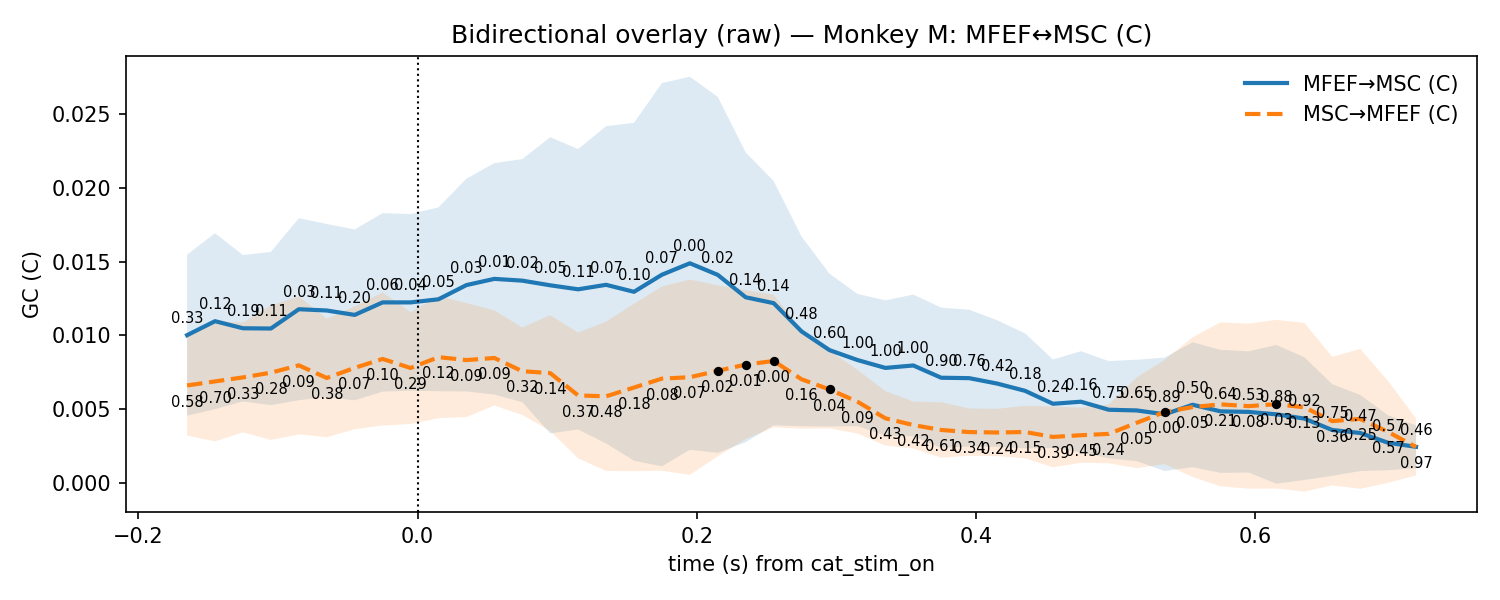 Bidirectional overlay (raw) — Monkey M: MFEF↔MSC (C)
MFEF→MSC (C)
MSC→MFEF (C)
GC (C)
0.025
0.020
0.015
0.010
0.005
0.000
0.33 0.12 0.19 0.11 0.03 0.11 0.20 0.06 0.04 0.05 0.03 0.01 0.02 0.05 0.11 0.07 0.10 0.07 0.00 0.02 0.14 0.14 0.48 0.60 1.00 1.00 1.00 0.90 0.76 0.42 0.18 0.24 0.16 0.75 0.65 0.89 0.50 0.64 0.53 0.88 0.92 0.75 0.47 0.57 0.46
0.58 0.70 0.33 0.28 0.09 0.38 0.07 0.10 0.29 0.12 0.09 0.09 0.32 0.14 0.37 0.48 0.18 0.08 0.07 0.02 0.01 0.00 0.16 0.04 0.09 0.43 0.42 0.61 0.34 0.24 0.15 0.39 0.45 0.24 0.05 0.00 0.05 0.21 0.08 0.03 0.13 0.36 0.25 0.57 0.97
−0.2 0.0 0.2 0.4 0.6
time (s) from cat_stim_on